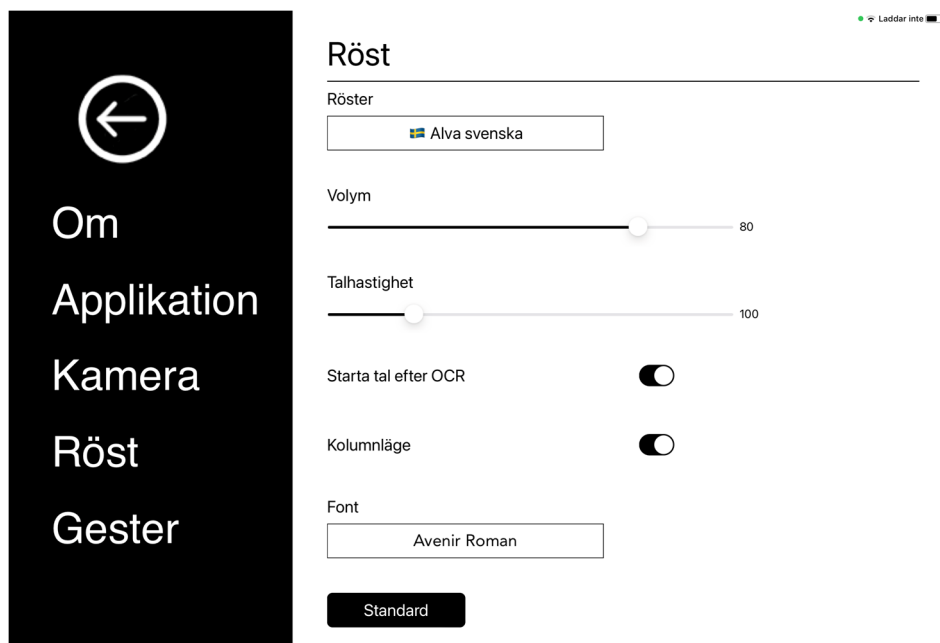 Laddar inte
Om
Applikation
Kamera
Röst
Gester
Röst
Röster
Alva svenska
Volym
80
Talhastighet
100
Starta tal efter OCR
Kolumnläge
Font
Avenir Roman
Standard